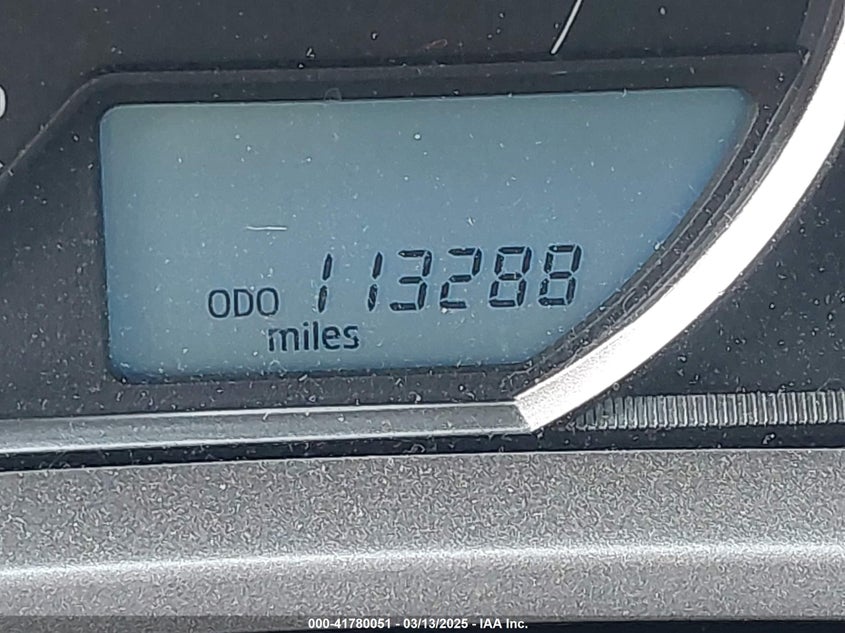 ODO 113288
miles
000-41780051 - 03/13/2025 - IAA Inc.